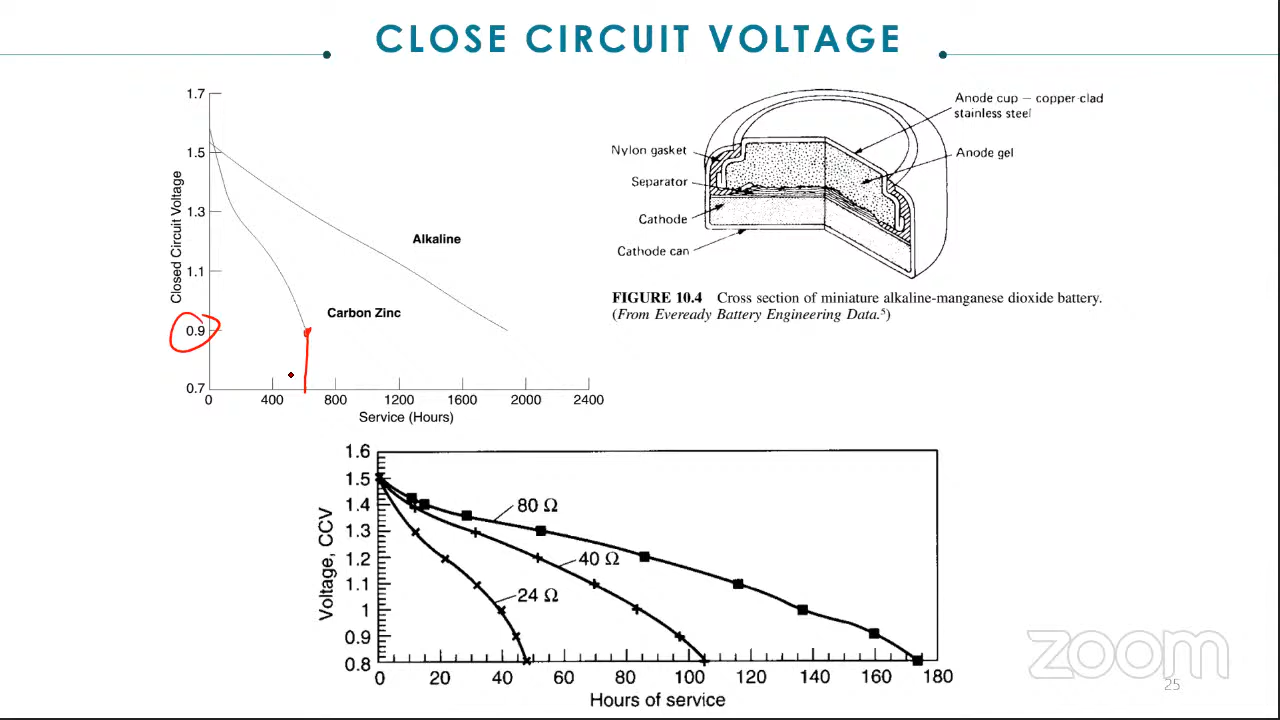 CLOSE CIRCUIT VOLTAGE
1.7
1.5
1.3
1.1
0.9
0.7
Closed Circuit Voltage
Alkaline
Carbon Zinc
0 400 800 1200 1600 2000 2400
Service (Hours)
Anode cup – copper-clad
stainless steel
Nylon gasket
Anode gel
Separator
Cathode
Cathode can
FIGURE 10.4 Cross section of miniature alkaline-manganese dioxide battery.
(From Eveready Battery Engineering Data.⁵)
1.6
1.5
1.4
1.3
1.2
1.1
1
0.9
0.8
Voltage, CCV
80 Ω
40 Ω
24 Ω
0 20 40 60 80 100 120 140 160 180
Hours of service
zoom
25